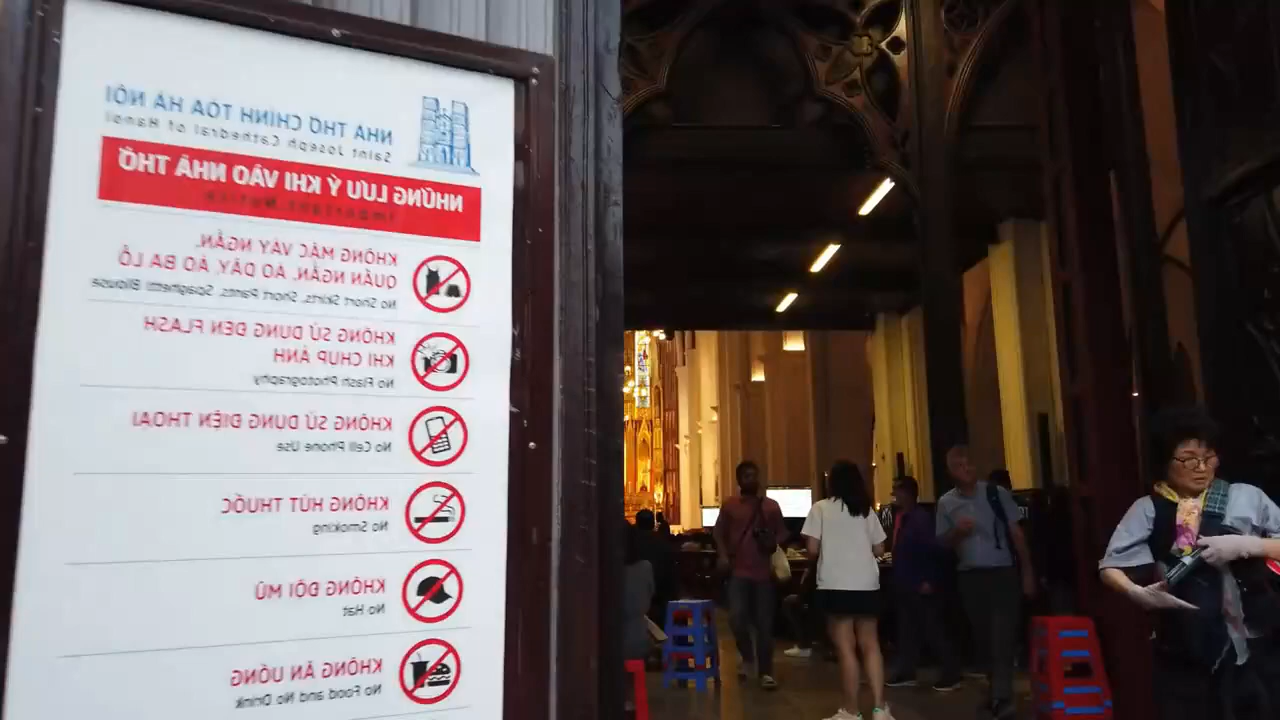 NHÀ THỜ CHÍNH TÒA HÀ NỘI
Saint Joseph Cathedral of Hanoi
NHỮNG LƯU Ý KHI VÀO NHÀ THỜ
Important Notice
KHÔNG MẶC VÁY NGẮN,
QUẦN NGẮN, ÁO DÂY, ÁO BA LỖ
No Short Skirts, Short Pants, Spaghetti Blouse
KHÔNG SỬ DỤNG ĐÈN FLASH
KHI CHỤP ẢNH
No Flash Photography
KHÔNG SỬ DỤNG ĐIỆN THOẠI
No Cell Phone Use
KHÔNG HÚT THUỐC
No Smoking
KHÔNG ĐỘI MŨ
No Hat
KHÔNG ĂN UỐNG
No Food and No Drink